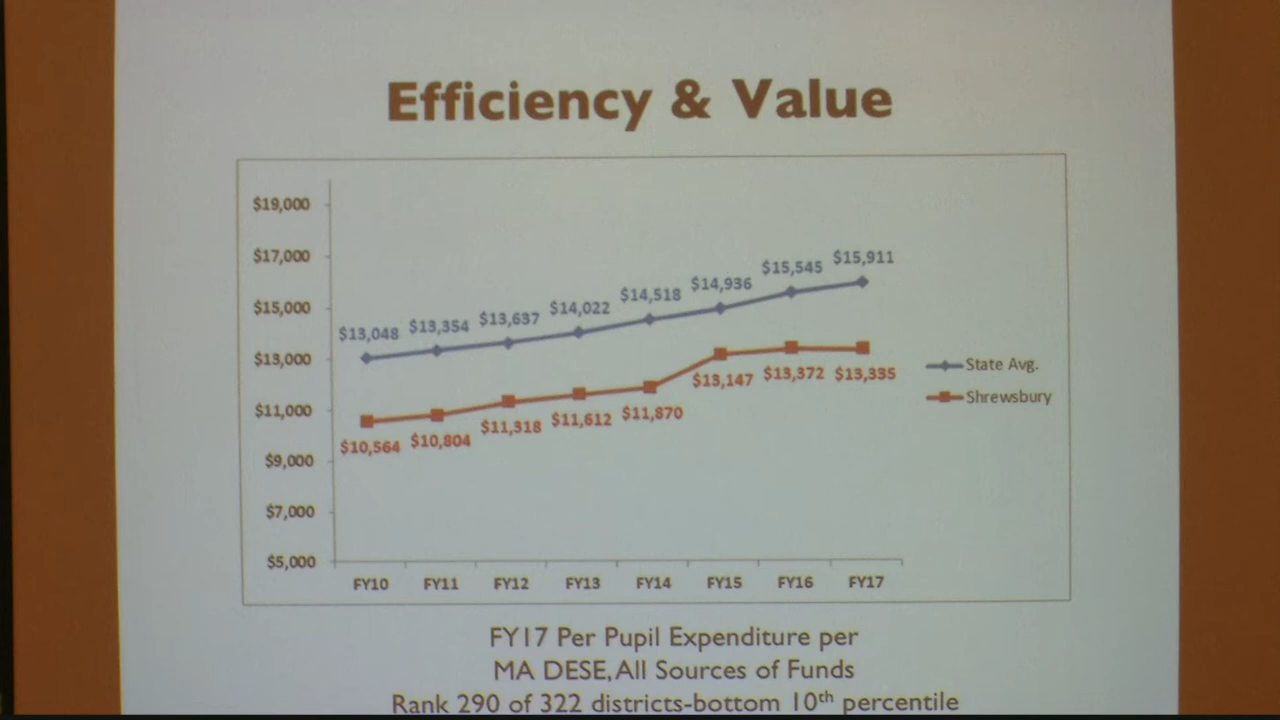 Efficiency & Value
$19,000
$17,000
$15,000
$13,000
$11,000
$9,000
$7,000
$5,000
$13,048 $13,354 $13,637 $14,022 $14,518 $14,936 $15,545 $15,911
$10,564 $10,804 $11,318 $11,612 $11,870 $13,147 $13,372 $13,335
State Avg.
Shrewsbury
FY10 FY11 FY12 FY13 FY14 FY15 FY16 FY17
FY17 Per Pupil Expenditure per
MA DESE, All Sources of Funds
Rank 290 of 322 districts-bottom 10th percentile